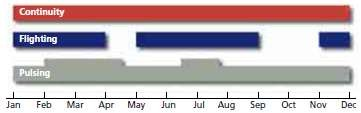 Continuity
Flighting
Pulsing
Jan Feb Mar Apr May Jun Jul Aug Sep Oct Nov Dec